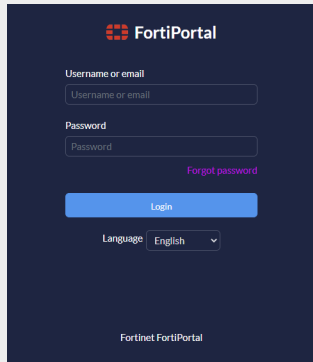 FortiPortal
Username or email
Username or email
Password
Password
Forgot password
Login
Language English
Fortinet FortiPortal